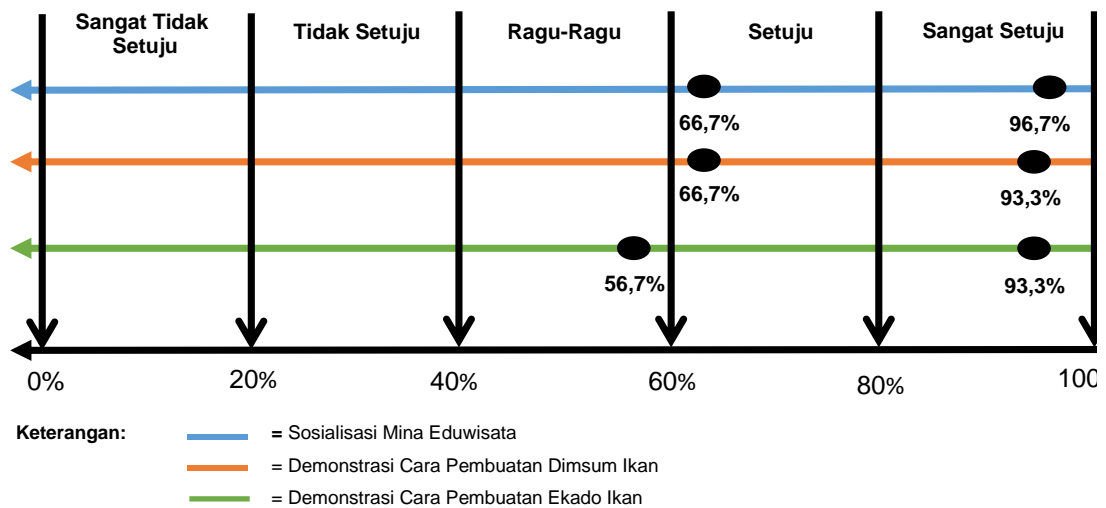 Sangat Tidak
Setuju
Tidak Setuju
Ragu-Ragu
Setuju
Sangat Setuju
66,7%
96,7%
66,7%
93,3%
56,7%
93,3%
0%
20%
40%
60%
80%
100
Keterangan:
= Sosialisasi Mina Eduwisata
= Demonstrasi Cara Pembuatan Dimsum Ikan
= Demonstrasi Cara Pembuatan Ekado Ikan